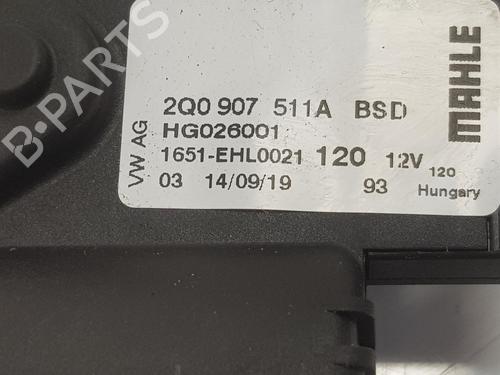 2Q0 907 511A BSD
HG026001
1651-EHL0021 120 12V 120
03 14/09/19 93 Hungary
VW AG
MAHLE
B-PARTS